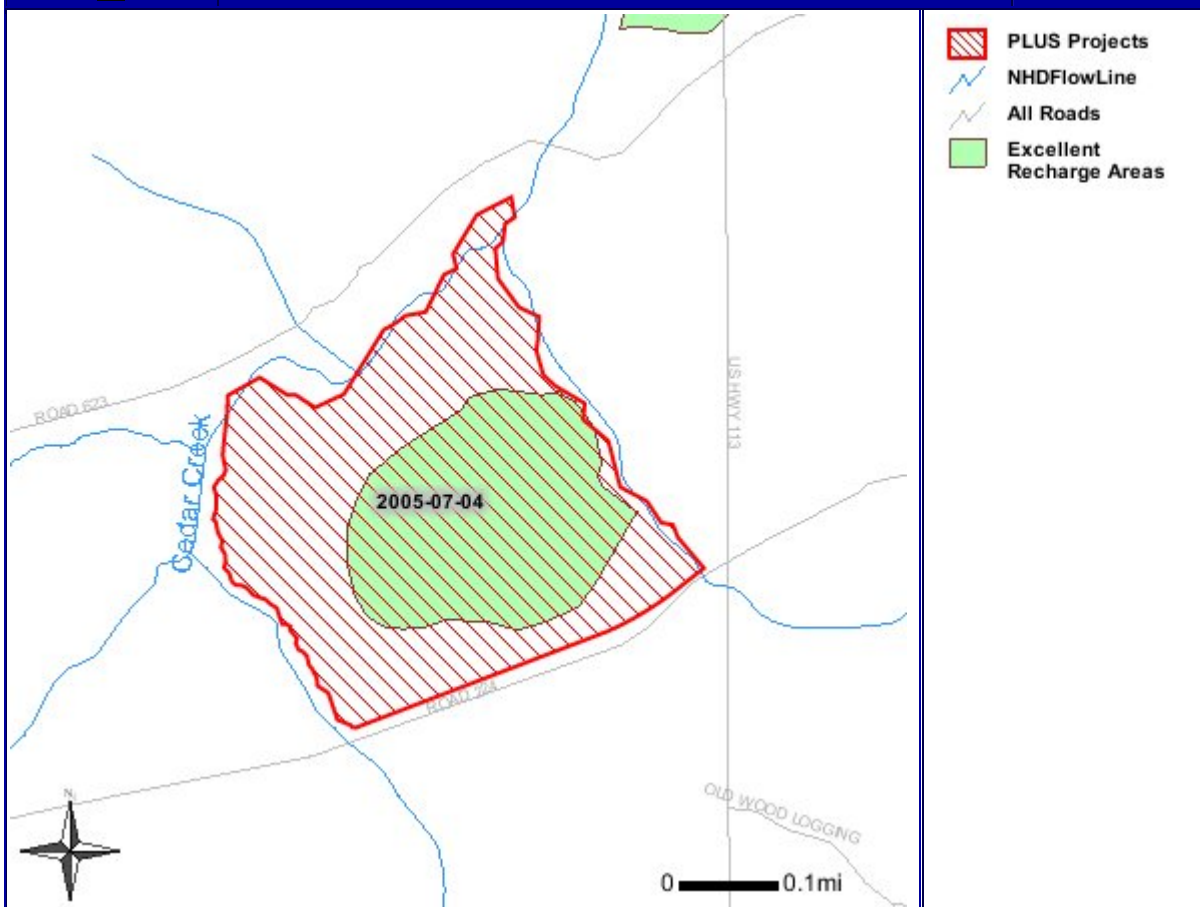 PLUS Projects
NHDFlowLine
All Roads
Excellent
Recharge Areas
ROAD 623
US HWY 113
Cedar Creek
2005-07-04
ROAD 224
OLD WOOD LOGGING
N
0 0.1mi